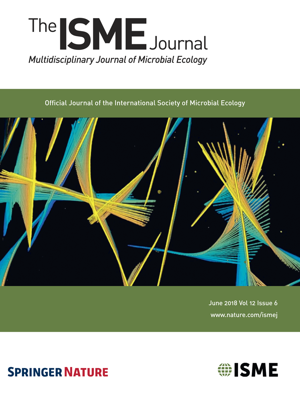 The ISME Journal
Multidisciplinary Journal of Microbial Ecology
Official Journal of the International Society of Microbial Ecology
June 2018 Vol 12 Issue 6
www.nature.com/ismej
SPRINGER NATURE
ISME